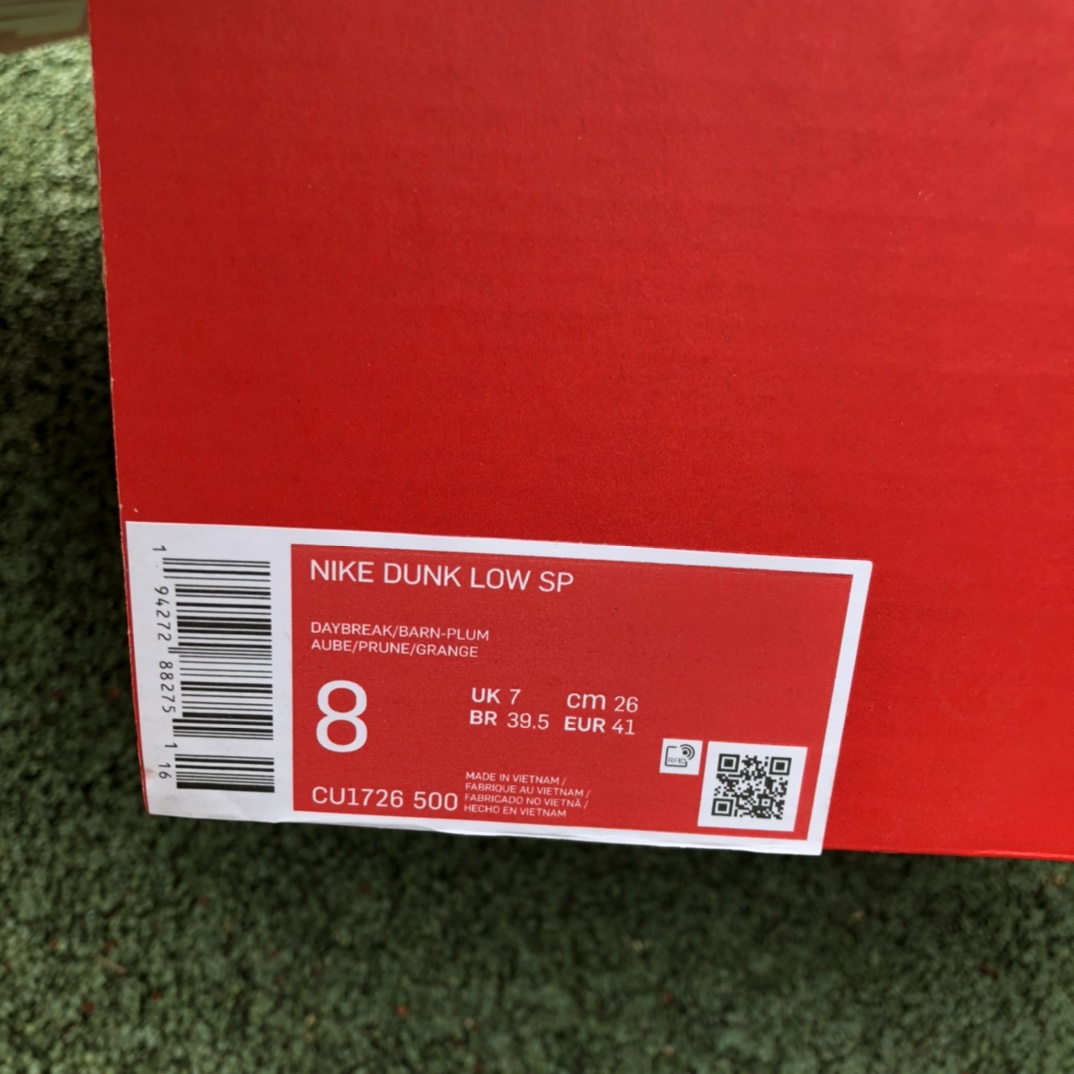 NIKE DUNK LOW SP
DAYBREAK/BARN-PLUM
AUBE/PRUNE/GRANGE
8
UK 7 cm 26
BR 39.5 EUR 41
CU1726 500
MADE IN VIETNAM /
FABRIQUE AU VIETNAM /
FABRICADO NO VIETNÃ /
HECHO EN VIETNAM
RFID
1 94272 88275 1 16